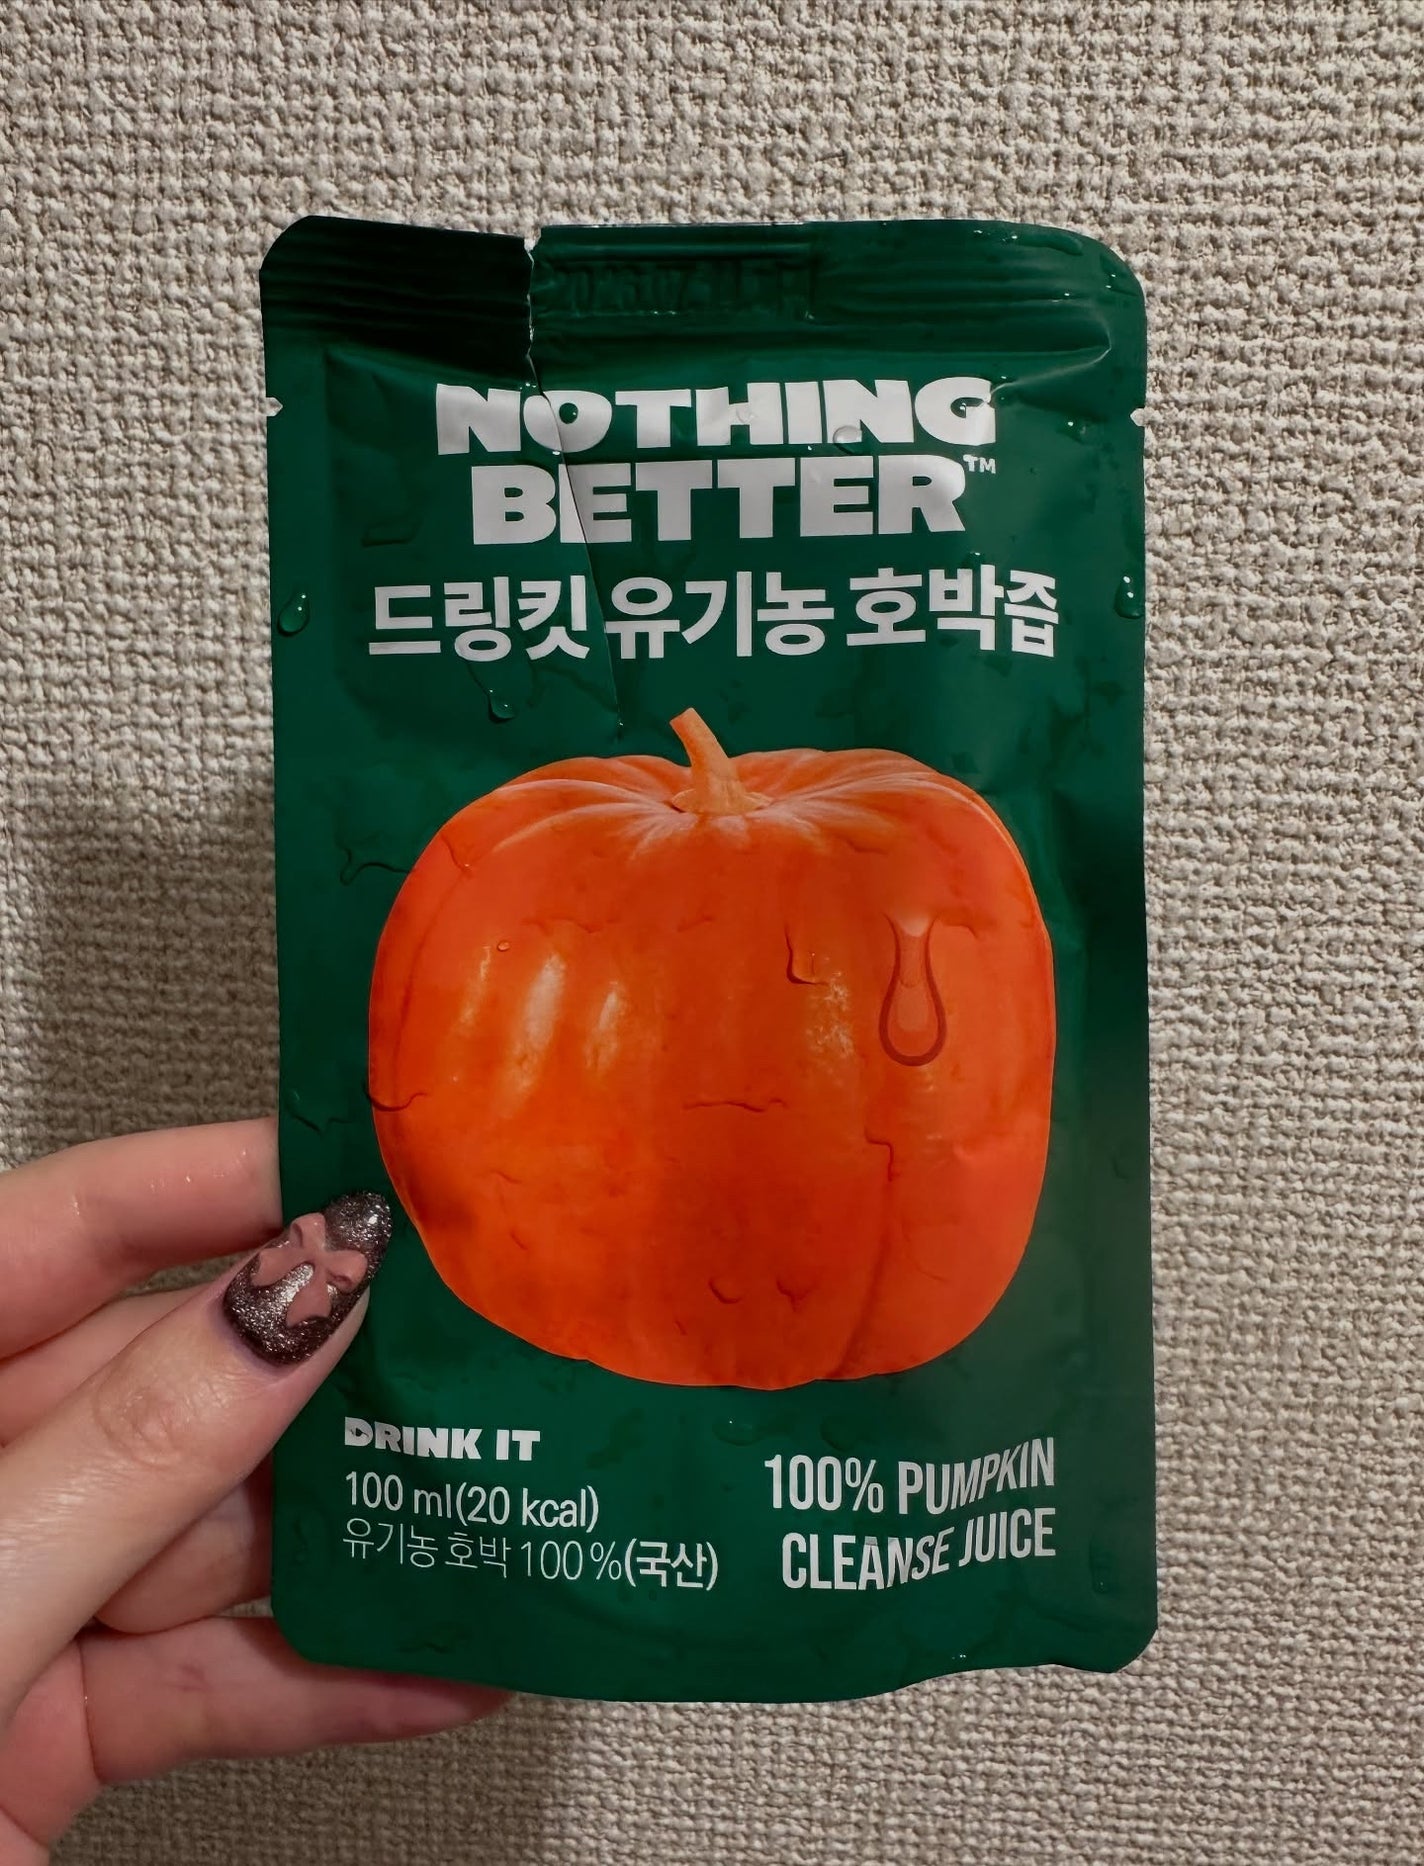 NOTHING
BETTER™
드링킷 유기농 호박즙
DRINK IT
100 ml(20 kcal)
유기농 호박 100%(국산)
100% PUMPKIN
CLEANSE JUICE